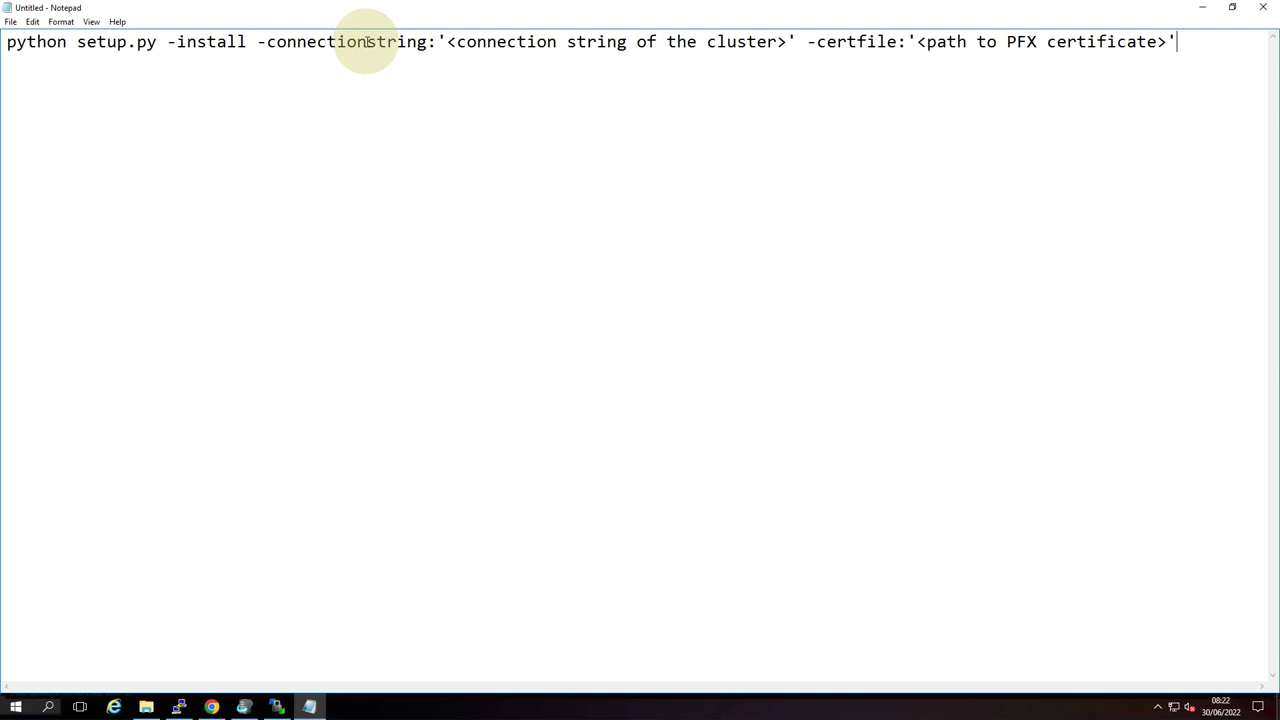 Untitled - Notepad
File Edit Format View Help
python setup.py -install -connectionstring:'<connection string of the cluster>' -certfile:'<path to PFX certificate>'
08:22
30/06/2022